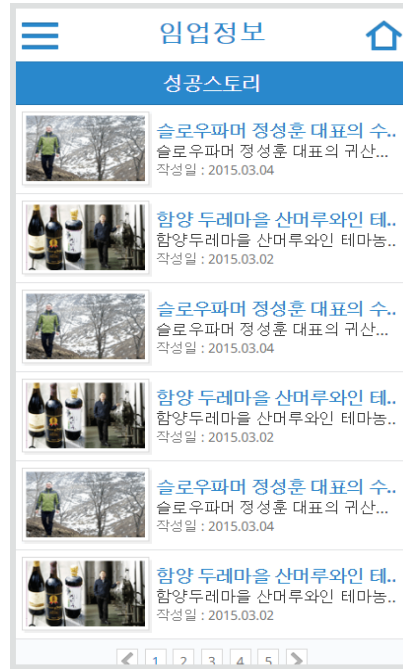 임업정보
성공스토리
슬로우파머 정성훈 대표의 수..
슬로우파머 정성훈 대표의 귀산...
작성일 : 2015.03.04
함양 두레마을 산머루와인 테..
함양두레마을 산머루와인 테마농..
작성일 : 2015.03.02
슬로우파머 정성훈 대표의 수..
슬로우파머 정성훈 대표의 귀산...
작성일 : 2015.03.04
함양 두레마을 산머루와인 테..
함양두레마을 산머루와인 테마농..
작성일 : 2015.03.02
슬로우파머 정성훈 대표의 수..
슬로우파머 정성훈 대표의 귀산...
작성일 : 2015.03.04
함양 두레마을 산머루와인 테..
함양두레마을 산머루와인 테마농..
작성일 : 2015.03.02
1 2 3 4 5